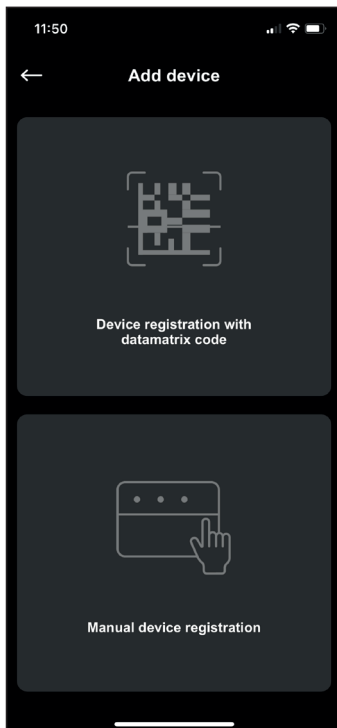 11:50
Add device
Device registration with
datamatrix code
Manual device registration